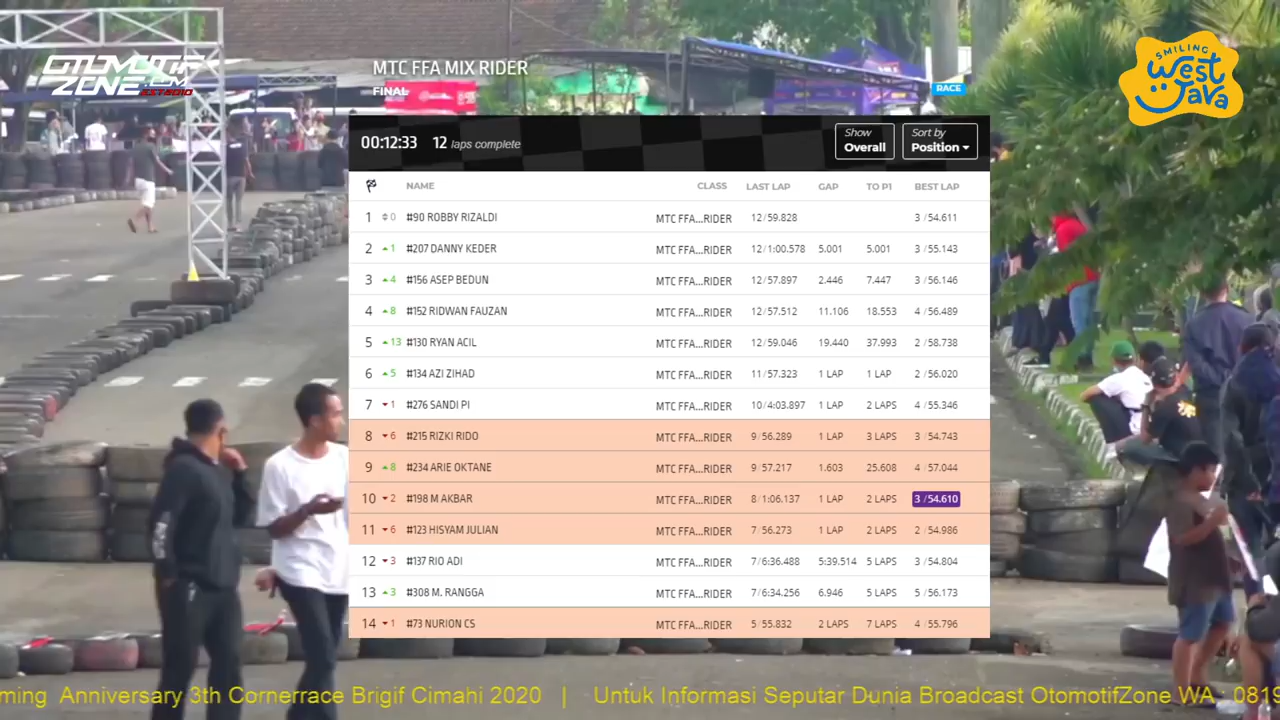 OTOMOTIF
ZONE.COM
STUDIO
MTC FFA MIX RIDER
FINAL
RACE
SMILING
West
Java
00:12:33 12 laps complete
Show
Overall
Sort by
Position
NAME CLASS LAST LAP GAP TO P1 BEST LAP
1 0 #90 ROBBY RIZALDI MTC FFA...RIDER 12/59.828 3 /54.611
2 1 #207 DANNY KEDER MTC FFA...RIDER 12/1:00.578 5.001 5.001 3 /55.143
3 4 #156 ASEP BEDUN MTC FFA...RIDER 12/57.897 2.446 7.447 3 /56.146
4 8 #152 RIDWAN FAUZAN MTC FFA...RIDER 12/57.512 11.106 18.553 4 /56.489
5 13 #130 RYAN ACIL MTC FFA...RIDER 12/59.046 19.440 37.993 2 /58.738
6 5 #134 AZI ZIHAD MTC FFA...RIDER 11/57.323 1 LAP 1 LAP 2 /56.020
7 1 #276 SANDI PI MTC FFA...RIDER 10/4:03.897 1 LAP 2 LAPS 4 /55.346
8 6 #215 RIZKI RIDO MTC FFA...RIDER 9/56.289 1 LAP 3 LAPS 3 /54.743
9 8 #234 ARIE OKTANE MTC FFA...RIDER 9/57.217 1.603 25.608 4 /57.044
10 2 #198 M AKBAR MTC FFA...RIDER 8/1:06.137 1 LAP 2 LAPS 3 /54.610
11 6 #123 HISYAM JULIAN MTC FFA...RIDER 7/56.273 1 LAP 2 LAPS 2 /54.986
12 3 #137 RIO ADI MTC FFA...RIDER 7/6:36.488 5:39.514 5 LAPS 3 /54.804
13 3 #308 M. RANGGA MTC FFA...RIDER 7/6:34.256 6.946 5 LAPS 5 /56.173
14 1 #73 NURION CS MTC FFA...RIDER 5/55.832 2 LAPS 7 LAPS 4 /55.796
ming Anniversary 3th Cornerrace Brigif Cimahi 2020 | Untuk Informasi Seputar Dunia Broadcast OtomotifZone WA : 0819